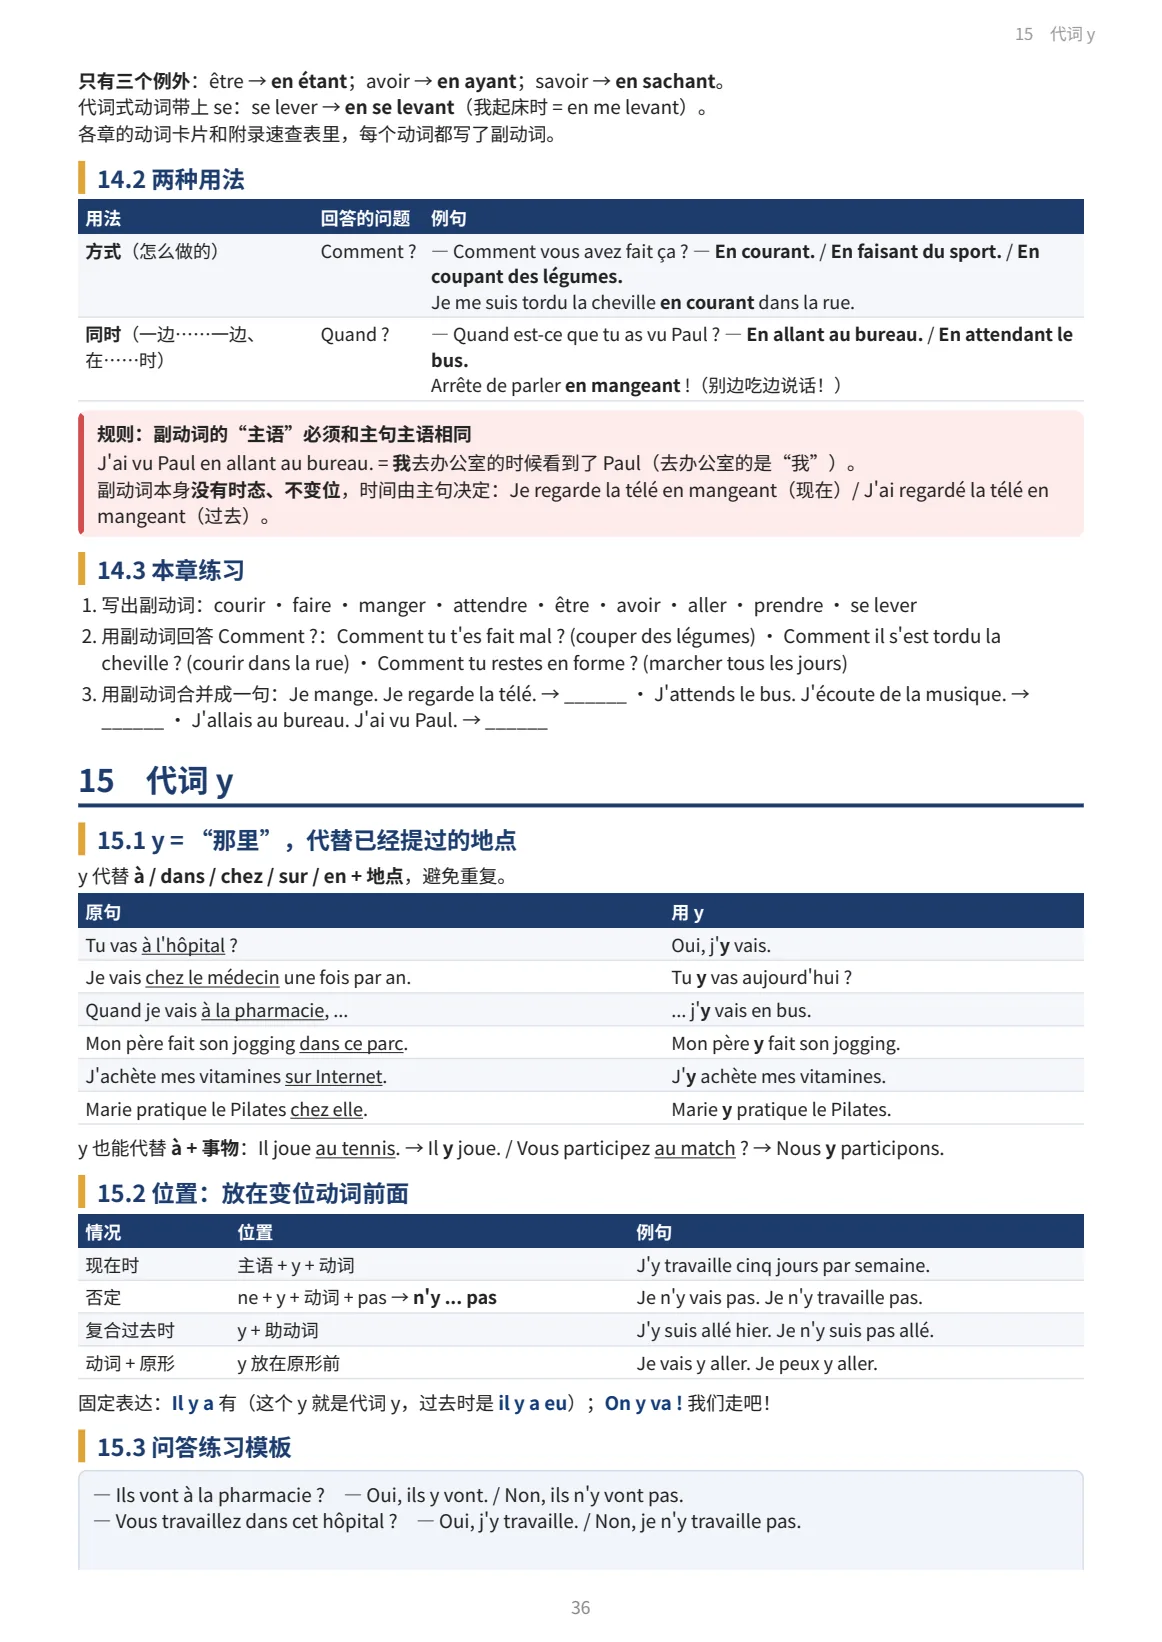 15 代词 y
只有三个例外：être → en étant；avoir → en ayant；savoir → en sachant。
代词式动词带上 se：se lever → en se levant（我起床时 = en me levant）。
各章的动词卡片和附录速查表里，每个动词都写了副动词。
14.2 两种用法
用法 回答的问题 例句
方式（怎么做的） Comment ? — Comment vous avez fait ça ? — En courant. / En faisant du sport. / En
coupant des légumes.
Je me suis tordu la cheville en courant dans la rue.
同时（一边……一边、 Quand ? — Quand est-ce que tu as vu Paul ? — En allant au bureau. / En attendant le
在……时） bus.
Arrête de parler en mangeant !（别边吃边说话！）
规则：副动词的“主语”必须和主句主语相同
J'ai vu Paul en allant au bureau. = 我去办公室的时候看到了 Paul（去办公室的是“我”）。
副动词本身没有时态、不变位，时间由主句决定：Je regarde la télé en mangeant（现在）/ J'ai regardé la télé en
mangeant（过去）。
14.3 本章练习
1. 写出副动词：courir · faire · manger · attendre · être · avoir · aller · prendre · se lever
2. 用副动词回答 Comment ?：Comment tu t'es fait mal ? (couper des légumes) · Comment il s'est tordu la
cheville ? (courir dans la rue) · Comment tu restes en forme ? (marcher tous les jours)
3. 用副动词合并成一句：Je mange. Je regarde la télé. → ______ · J'attends le bus. J'écoute de la musique. →
______ · J'allais au bureau. J'ai vu Paul. → ______
15 代词 y
15.1 y = “那里”，代替已经提过的地点
y 代替 à / dans / chez / sur / en + 地点，避免重复。
原句 用 y
Tu vas à l'hôpital ? Oui, j'y vais.
Je vais chez le médecin une fois par an. Tu y vas aujourd'hui ?
Quand je vais à la pharmacie, ... ... j'y vais en bus.
Mon père fait son jogging dans ce parc. Mon père y fait son jogging.
J'achète mes vitamines sur Internet. J'y achète mes vitamines.
Marie pratique le Pilates chez elle. Marie y pratique le Pilates.
y 也能代替 à + 事物：Il joue au tennis. → Il y joue. / Vous participez au match ? → Nous y participons.
15.2 位置：放在变位动词前面
情况 位置 例句
现在时 主语 + y + 动词 J'y travaille cinq jours par semaine.
否定 ne + y + 动词 + pas → n'y ... pas Je n'y vais pas. Je n'y travaille pas.
复合过去时 y + 助动词 J'y suis allé hier. Je n'y suis pas allé.
动词 + 原形 y 放在原形前 Je vais y aller. Je peux y aller.
固定表达：Il y a 有（这个 y 就是代词 y，过去时是 il y a eu）；On y va ! 我们走吧！
15.3 问答练习模板
— Ils vont à la pharmacie ? — Oui, ils y vont. / Non, ils n'y vont pas.
— Vous travaillez dans cet hôpital ? — Oui, j'y travaille. / Non, je n'y travaille pas.
36